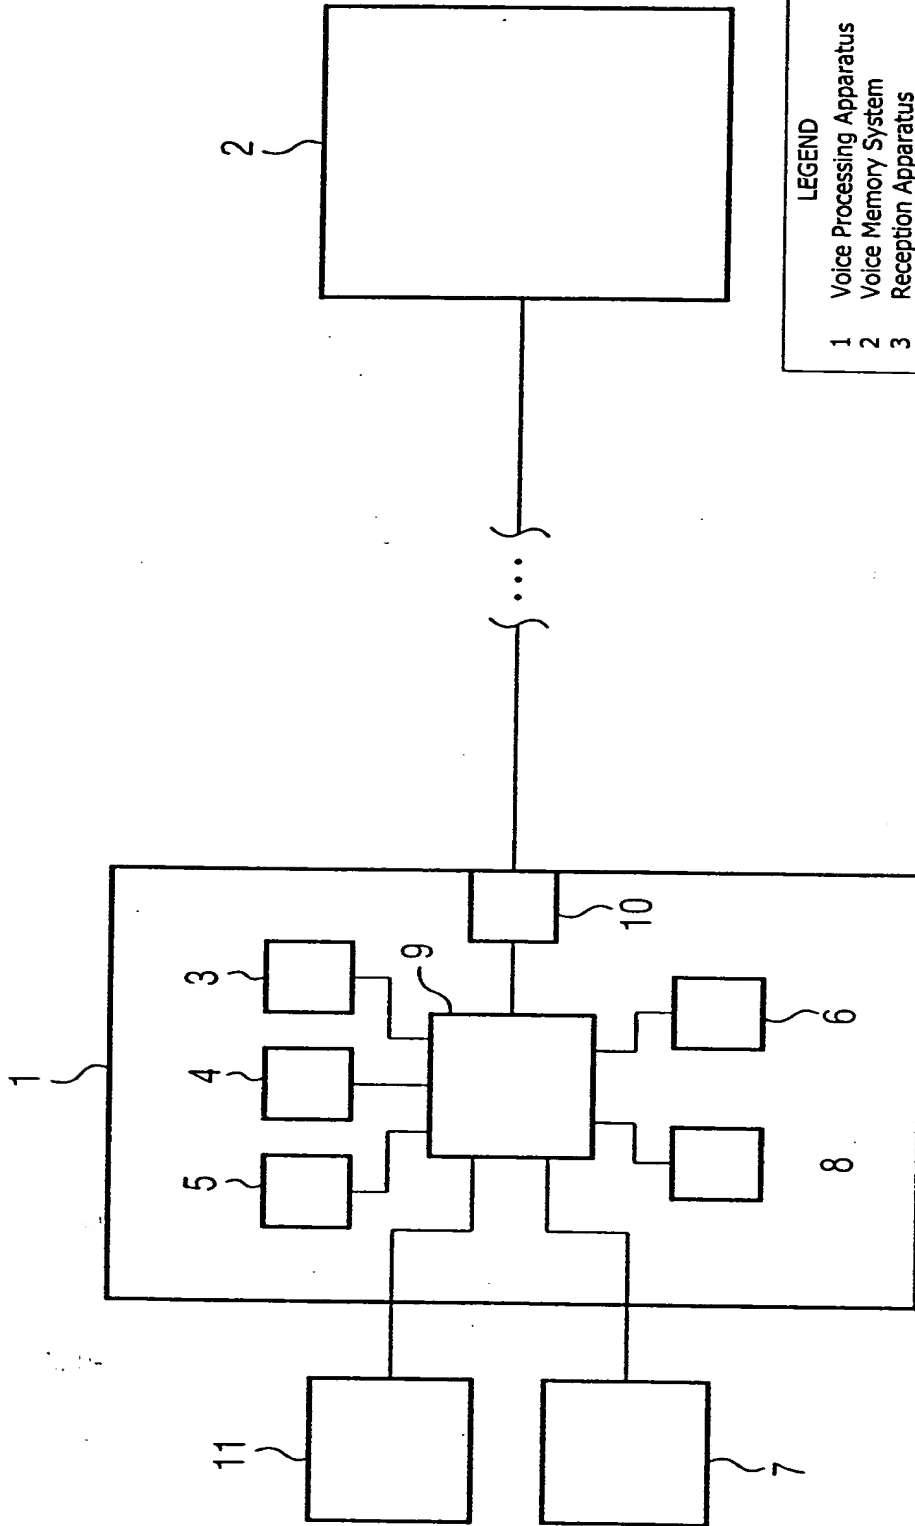 1
2
3
4
5
9
10
11
7
8
6
LEGEND
1 Voice Processing Apparatus
2 Voice Memory System
3 Reception Apparatus